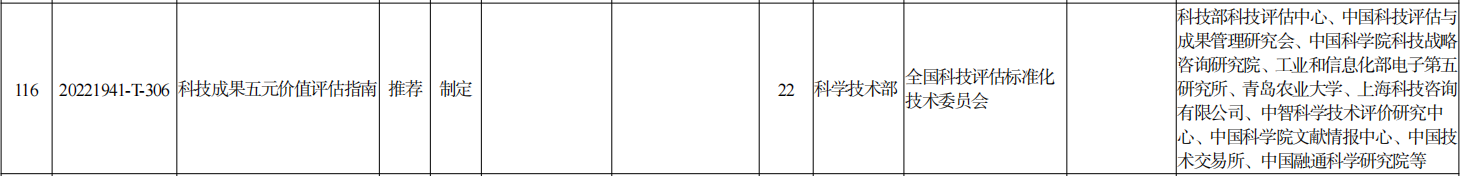 116
20221941-T-306
科技成果五元价值评估指南
推荐
制定
22
科学技术部
全国科技评估标准化
技术委员会
科技部科技评估中心、中国科技评估与
成果管理研究会、中国科学院科技战略
咨询研究院、工业和信息化部电子第五
研究所、青岛农业大学、上海科技咨询
有限公司、中智科学技术评价研究中
心、中国科学院文献情报中心、中国技
术交易所、中国融通科学研究院等